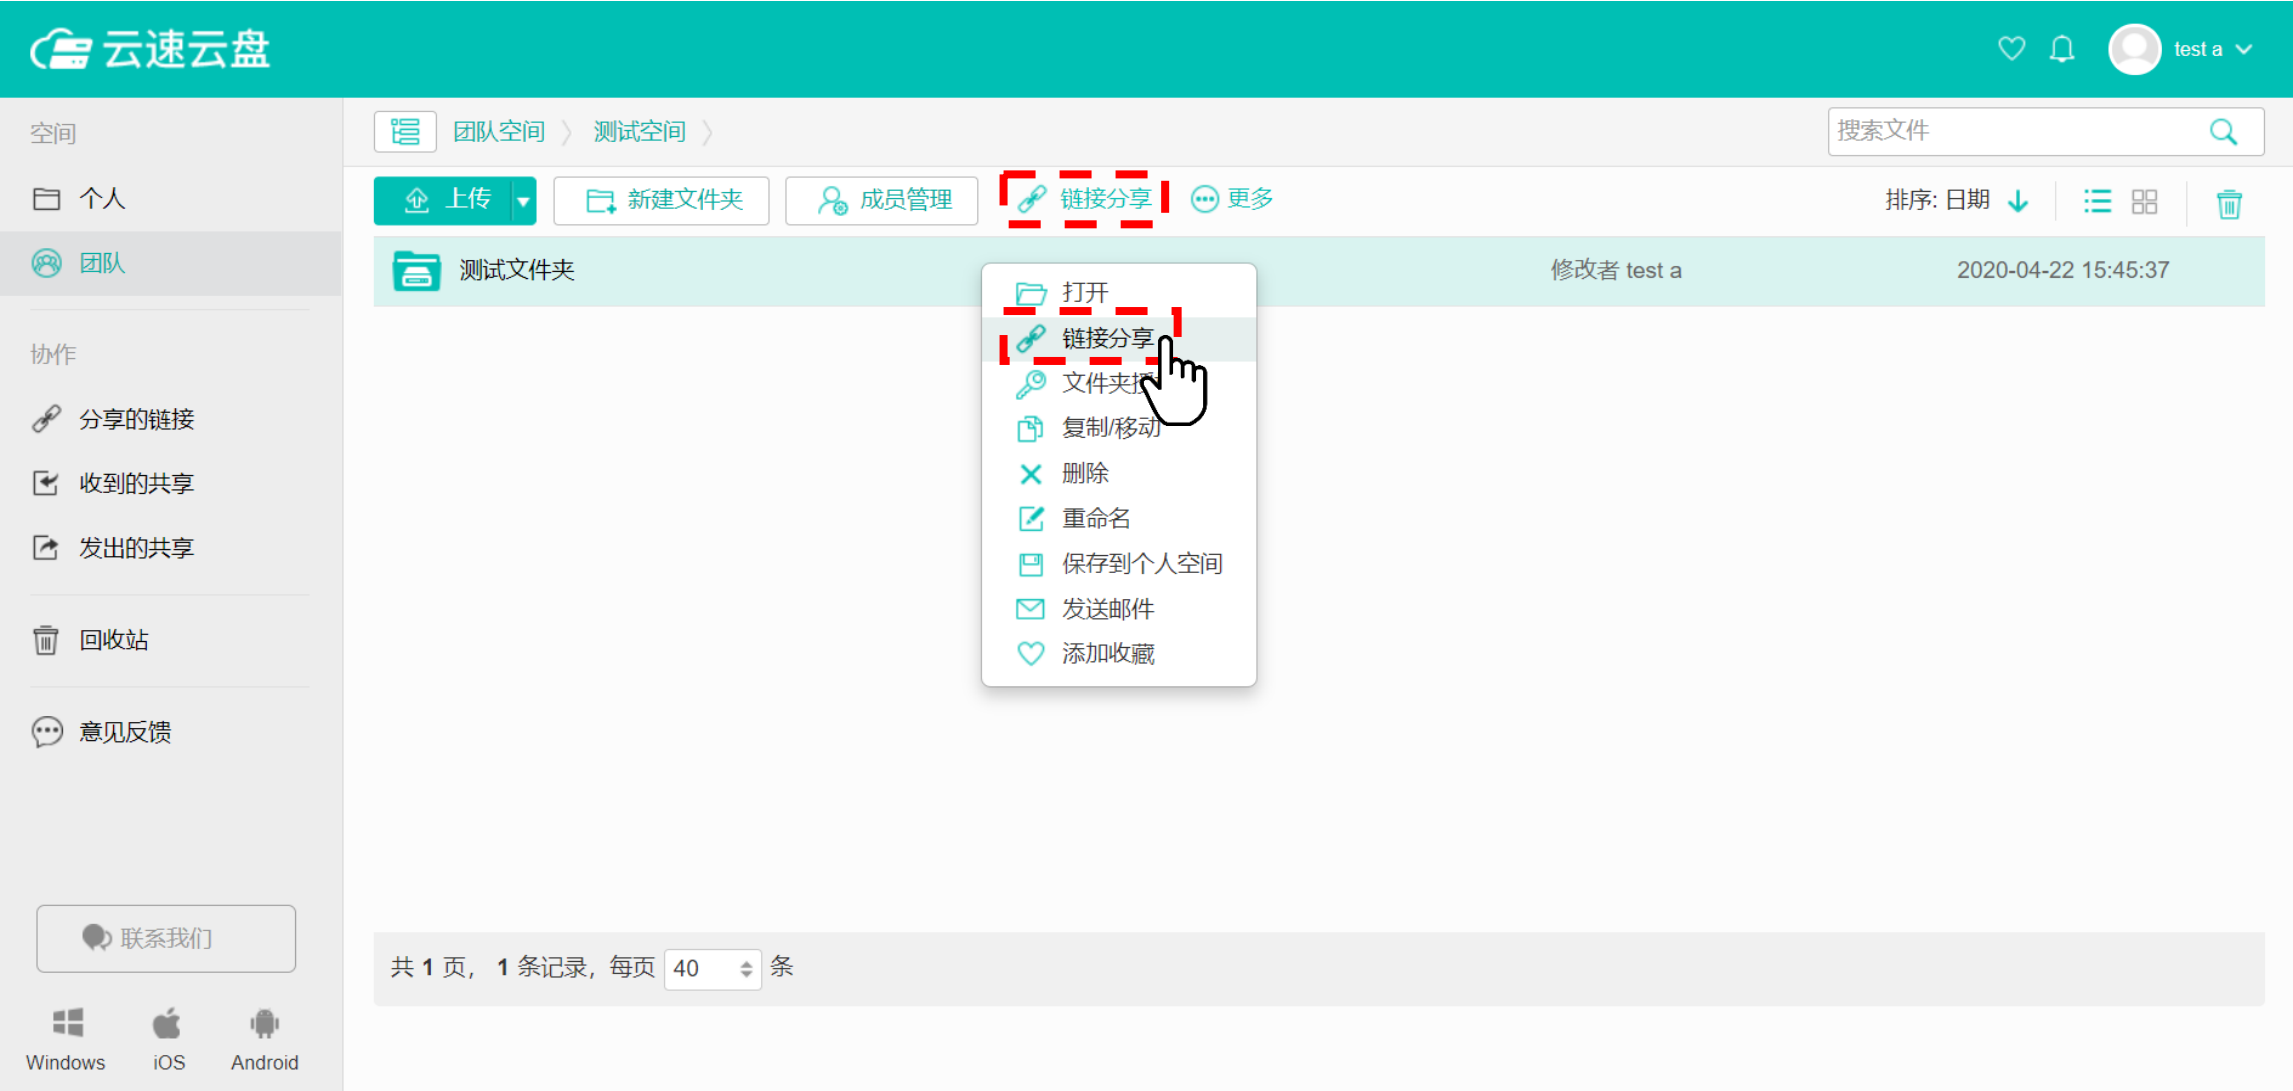 云速云盘
test a
空间
个人
团队
协作
分享的链接
收到的共享
发出的共享
回收站
意见反馈
联系我们
Windows iOS Android
团队空间 测试空间
搜索文件
上传 新建文件夹 成员管理 链接分享 更多
排序: 日期
测试文件夹 修改者 test a 2020-04-22 15:45:37
打开
链接分享
文件夹授
复制/移动
删除
重命名
保存到个人空间
发送邮件
添加收藏
共 1 页， 1 条记录，每页 40 条